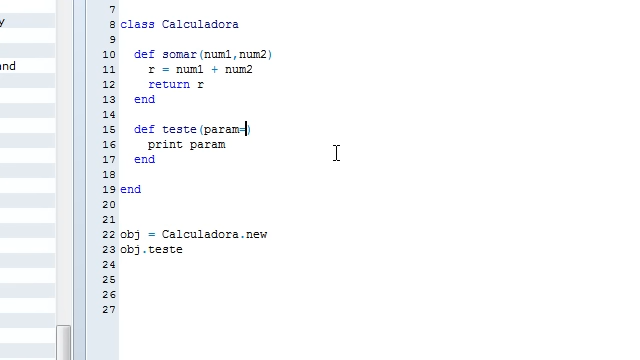 y
and
7
8 class Calculadora
9
10 def somar(num1,num2)
11 r = num1 + num2
12 return r
13 end
14
15 def teste(param=)
16 print param
17 end
18
19 end
20
21
22 obj = Calculadora.new
23 obj.teste
24
25
26
27